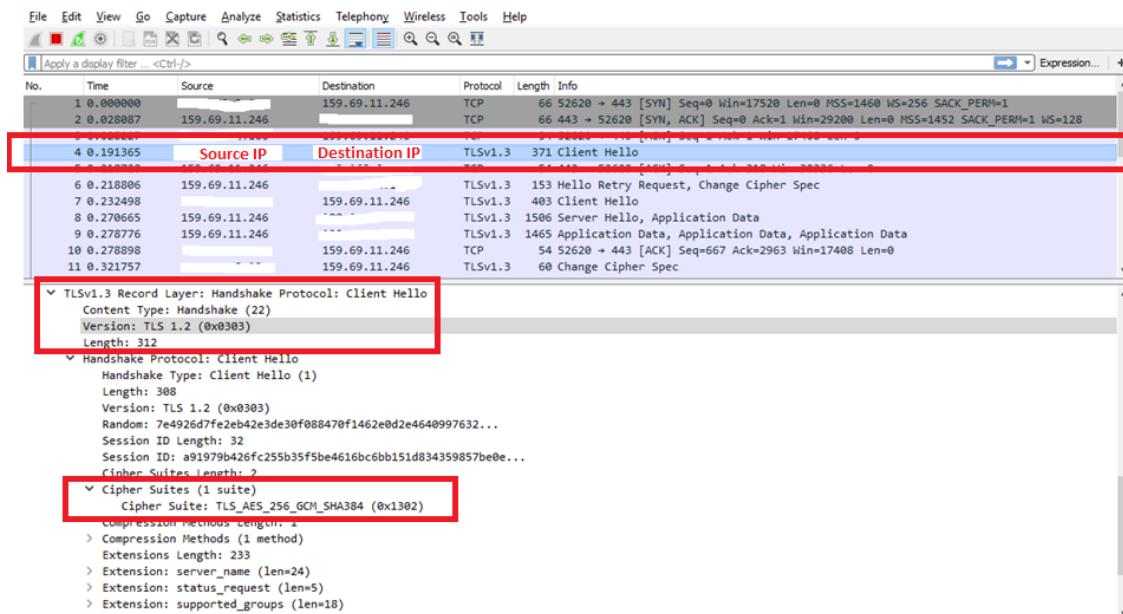 File Edit View Go Capture Analyze Statistics Telephony Wireless Tools Help
Apply a display filter ... <Ctrl-/> Expression... +
No. Time Source Destination Protocol Length Info
1 0.000000 159.69.11.246 TCP 66 52620 → 443 [SYN] Seq=0 Win=17520 Len=0 MSS=1460 WS=256 SACK_PERM=1
2 0.028087 159.69.11.246 TCP 66 443 → 52620 [SYN, ACK] Seq=0 Ack=1 Win=29200 Len=0 MSS=1452 SACK_PERM=1 WS=128
4 0.191365 Source IP Destination IP TLSv1.3 371 Client Hello
6 0.218806 159.69.11.246 TLSv1.3 153 Hello Retry Request, Change Cipher Spec
7 0.232498 159.69.11.246 TLSv1.3 403 Client Hello
8 0.270665 159.69.11.246 TLSv1.3 1506 Server Hello, Application Data
9 0.278776 159.69.11.246 TLSv1.3 1465 Application Data, Application Data, Application Data
10 0.278898 159.69.11.246 TCP 54 52620 → 443 [ACK] Seq=667 Ack=2963 Win=17408 Len=0
11 0.321757 159.69.11.246 TLSv1.3 60 Change Cipher Spec
TLSv1.3 Record Layer: Handshake Protocol: Client Hello
Content Type: Handshake (22)
Version: TLS 1.2 (0x0303)
Length: 312
Handshake Protocol: Client Hello
Handshake Type: Client Hello (1)
Length: 308
Version: TLS 1.2 (0x0303)
Random: 7e4926d7fe2eb42e3de30f088470f1462e0d2e4640997632...
Session ID Length: 32
Session ID: a91979b426fc255b35f5be4616bc6bb151d834359857be0e...
Cipher Suites Length: 2
Cipher Suites (1 suite)
Cipher Suite: TLS_AES_256_GCM_SHA384 (0x1302)
Compression Methods Length: 1
Compression Methods (1 method)
Extensions Length: 233
Extension: server_name (len=24)
Extension: status_request (len=5)
Extension: supported_groups (len=18)